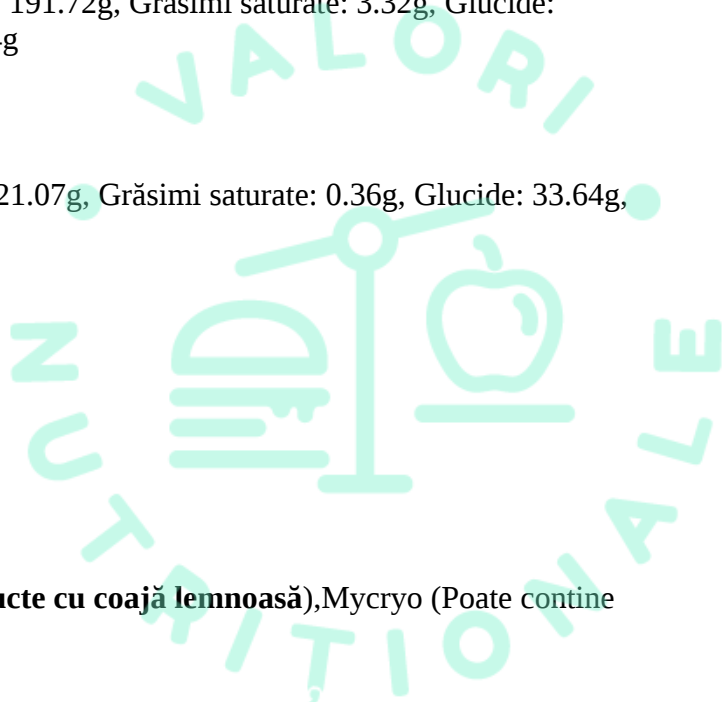 191.72g, Grăsimi saturate: 3.32g, Glucide:
g
VALORI
21.07g, Grăsimi saturate: 0.36g, Glucide: 33.64g,
NUTRITIONALE
cte cu coajă lemnoasă),Mycryo (Poate contine